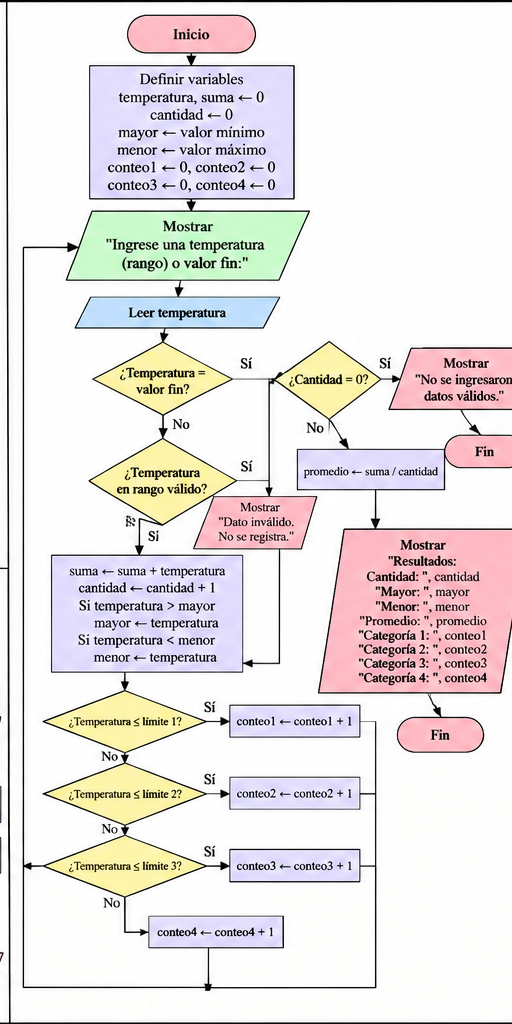 Inicio
Definir variables
temperatura, suma ← 0
cantidad ← 0
mayor ← valor mínimo
menor ← valor máximo
conteo1 ← 0, conteo2 ← 0
conteo3 ← 0, conteo4 ← 0
Mostrar
"Ingrese una temperatura
(rango) o valor fin:"
Leer temperatura
¿Temperatura =
valor fin?
Sí
¿Cantidad = 0?
Sí
Mostrar
"No se ingresaron
datos válidos."
Fin
No
No
promedio ← suma / cantidad
¿Temperatura
en rango válido?
Sí
Mostrar
"Dato inválido.
No se registra."
Sí
suma ← suma + temperatura
cantidad ← cantidad + 1
Si temperatura > mayor
mayor ← temperatura
Si temperatura < menor
menor ← temperatura
Mostrar
"Resultados:
Cantidad: ", cantidad
"Mayor: ", mayor
"Menor: ", menor
"Promedio: ", promedio
"Categoría 1: ", conteo1
"Categoría 2: ", conteo2
"Categoría 3: ", conteo3
"Categoría 4: ", conteo4
Fin
¿Temperatura ≤ límite 1?
Sí
conteo1 ← conteo1 + 1
No
¿Temperatura ≤ límite 2?
Sí
conteo2 ← conteo2 + 1
No
¿Temperatura ≤ límite 3?
Sí
conteo3 ← conteo3 + 1
No
conteo4 ← conteo4 + 1